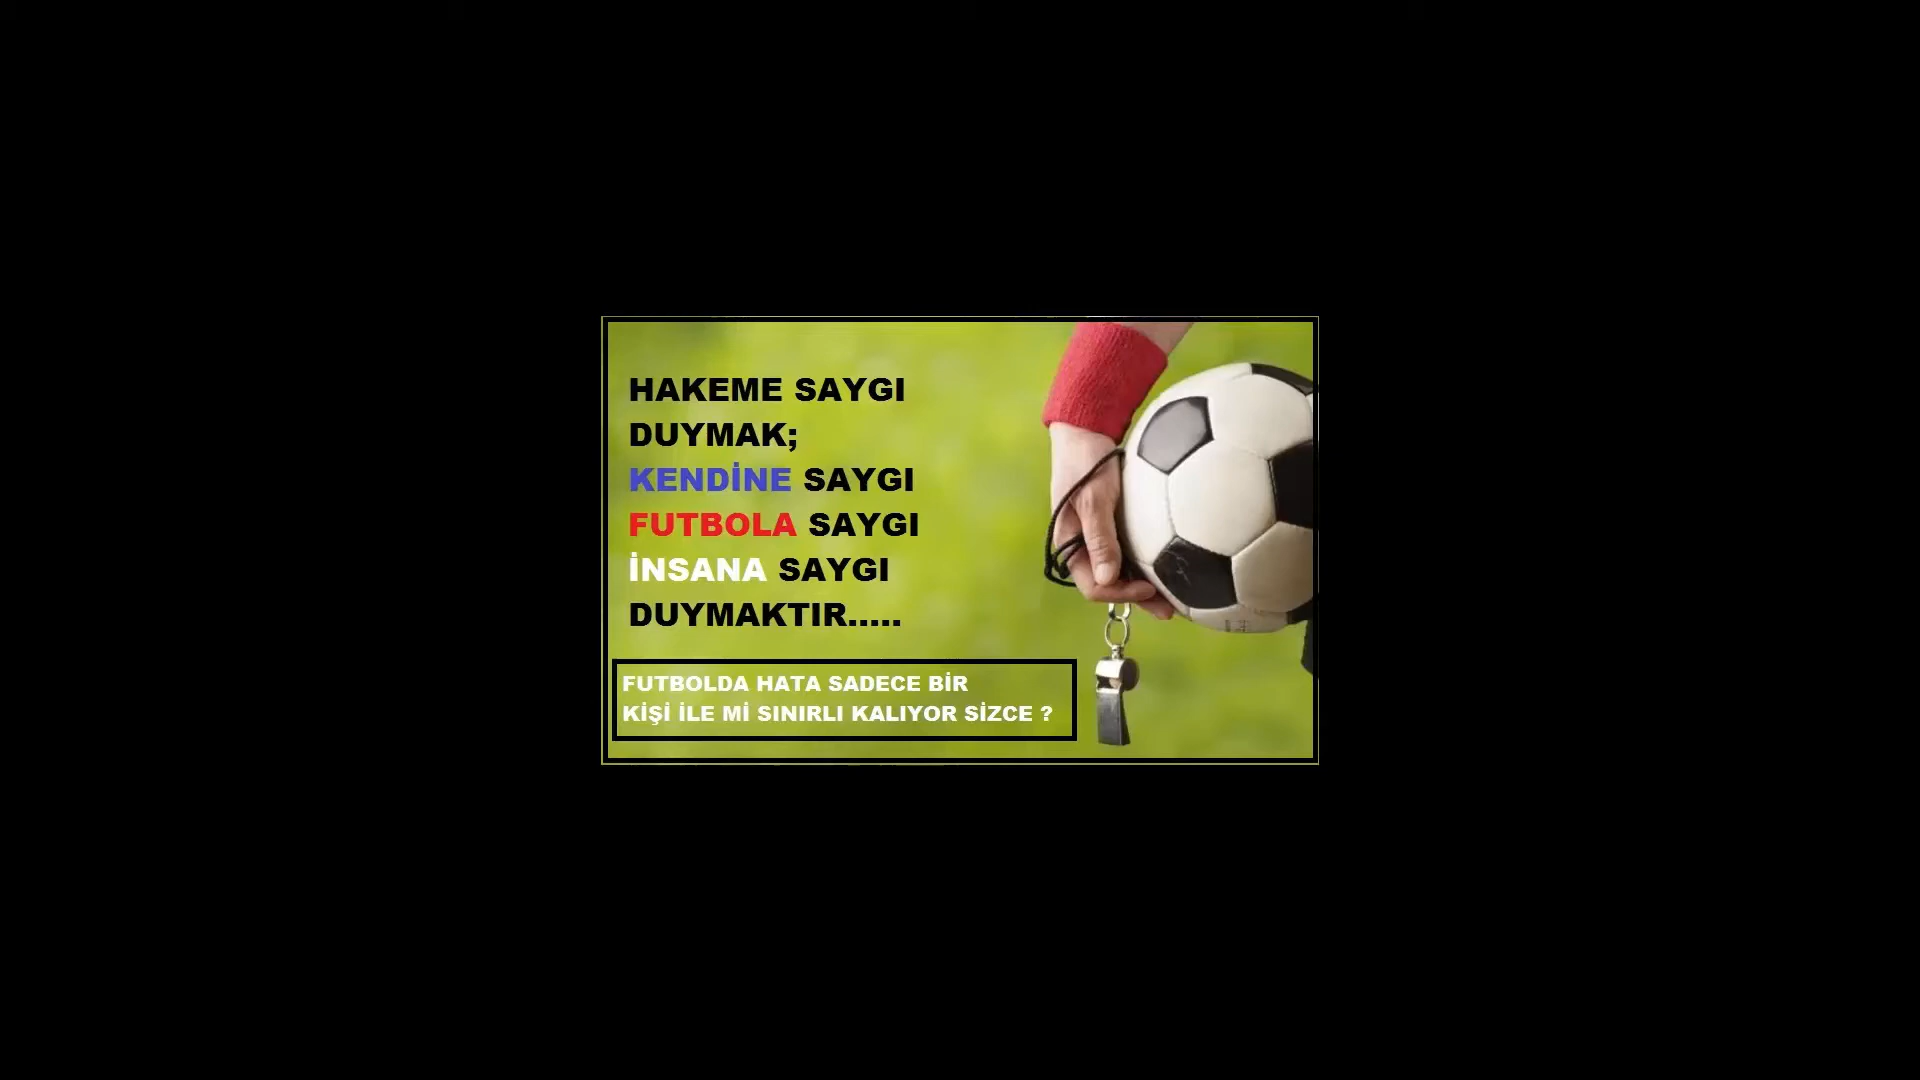 HAKEME SAYGI
DUYMAK;
KENDİNE SAYGI
FUTBOLA SAYGI
İNSANA SAYGI
DUYMAKTIR.....
FUTBOLDA HATA SADECE BİR
KİŞİ İLE Mİ SINIRLI KALIYOR SİZCE ?